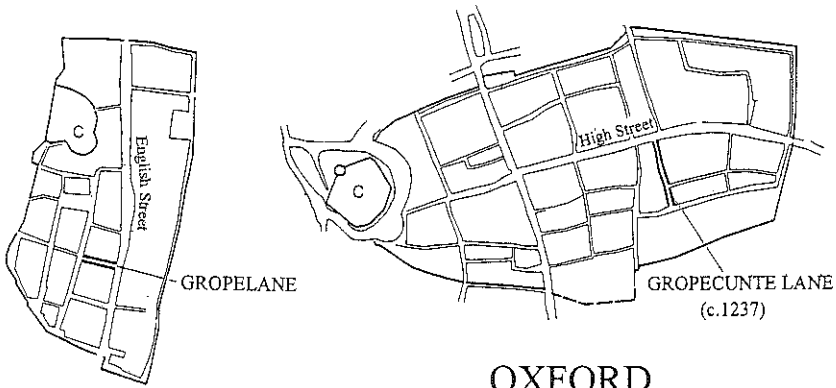 C
English Street
GROPELANE
C
High Street
GROPECUNTE LANE
(c.1237)
OXFORD